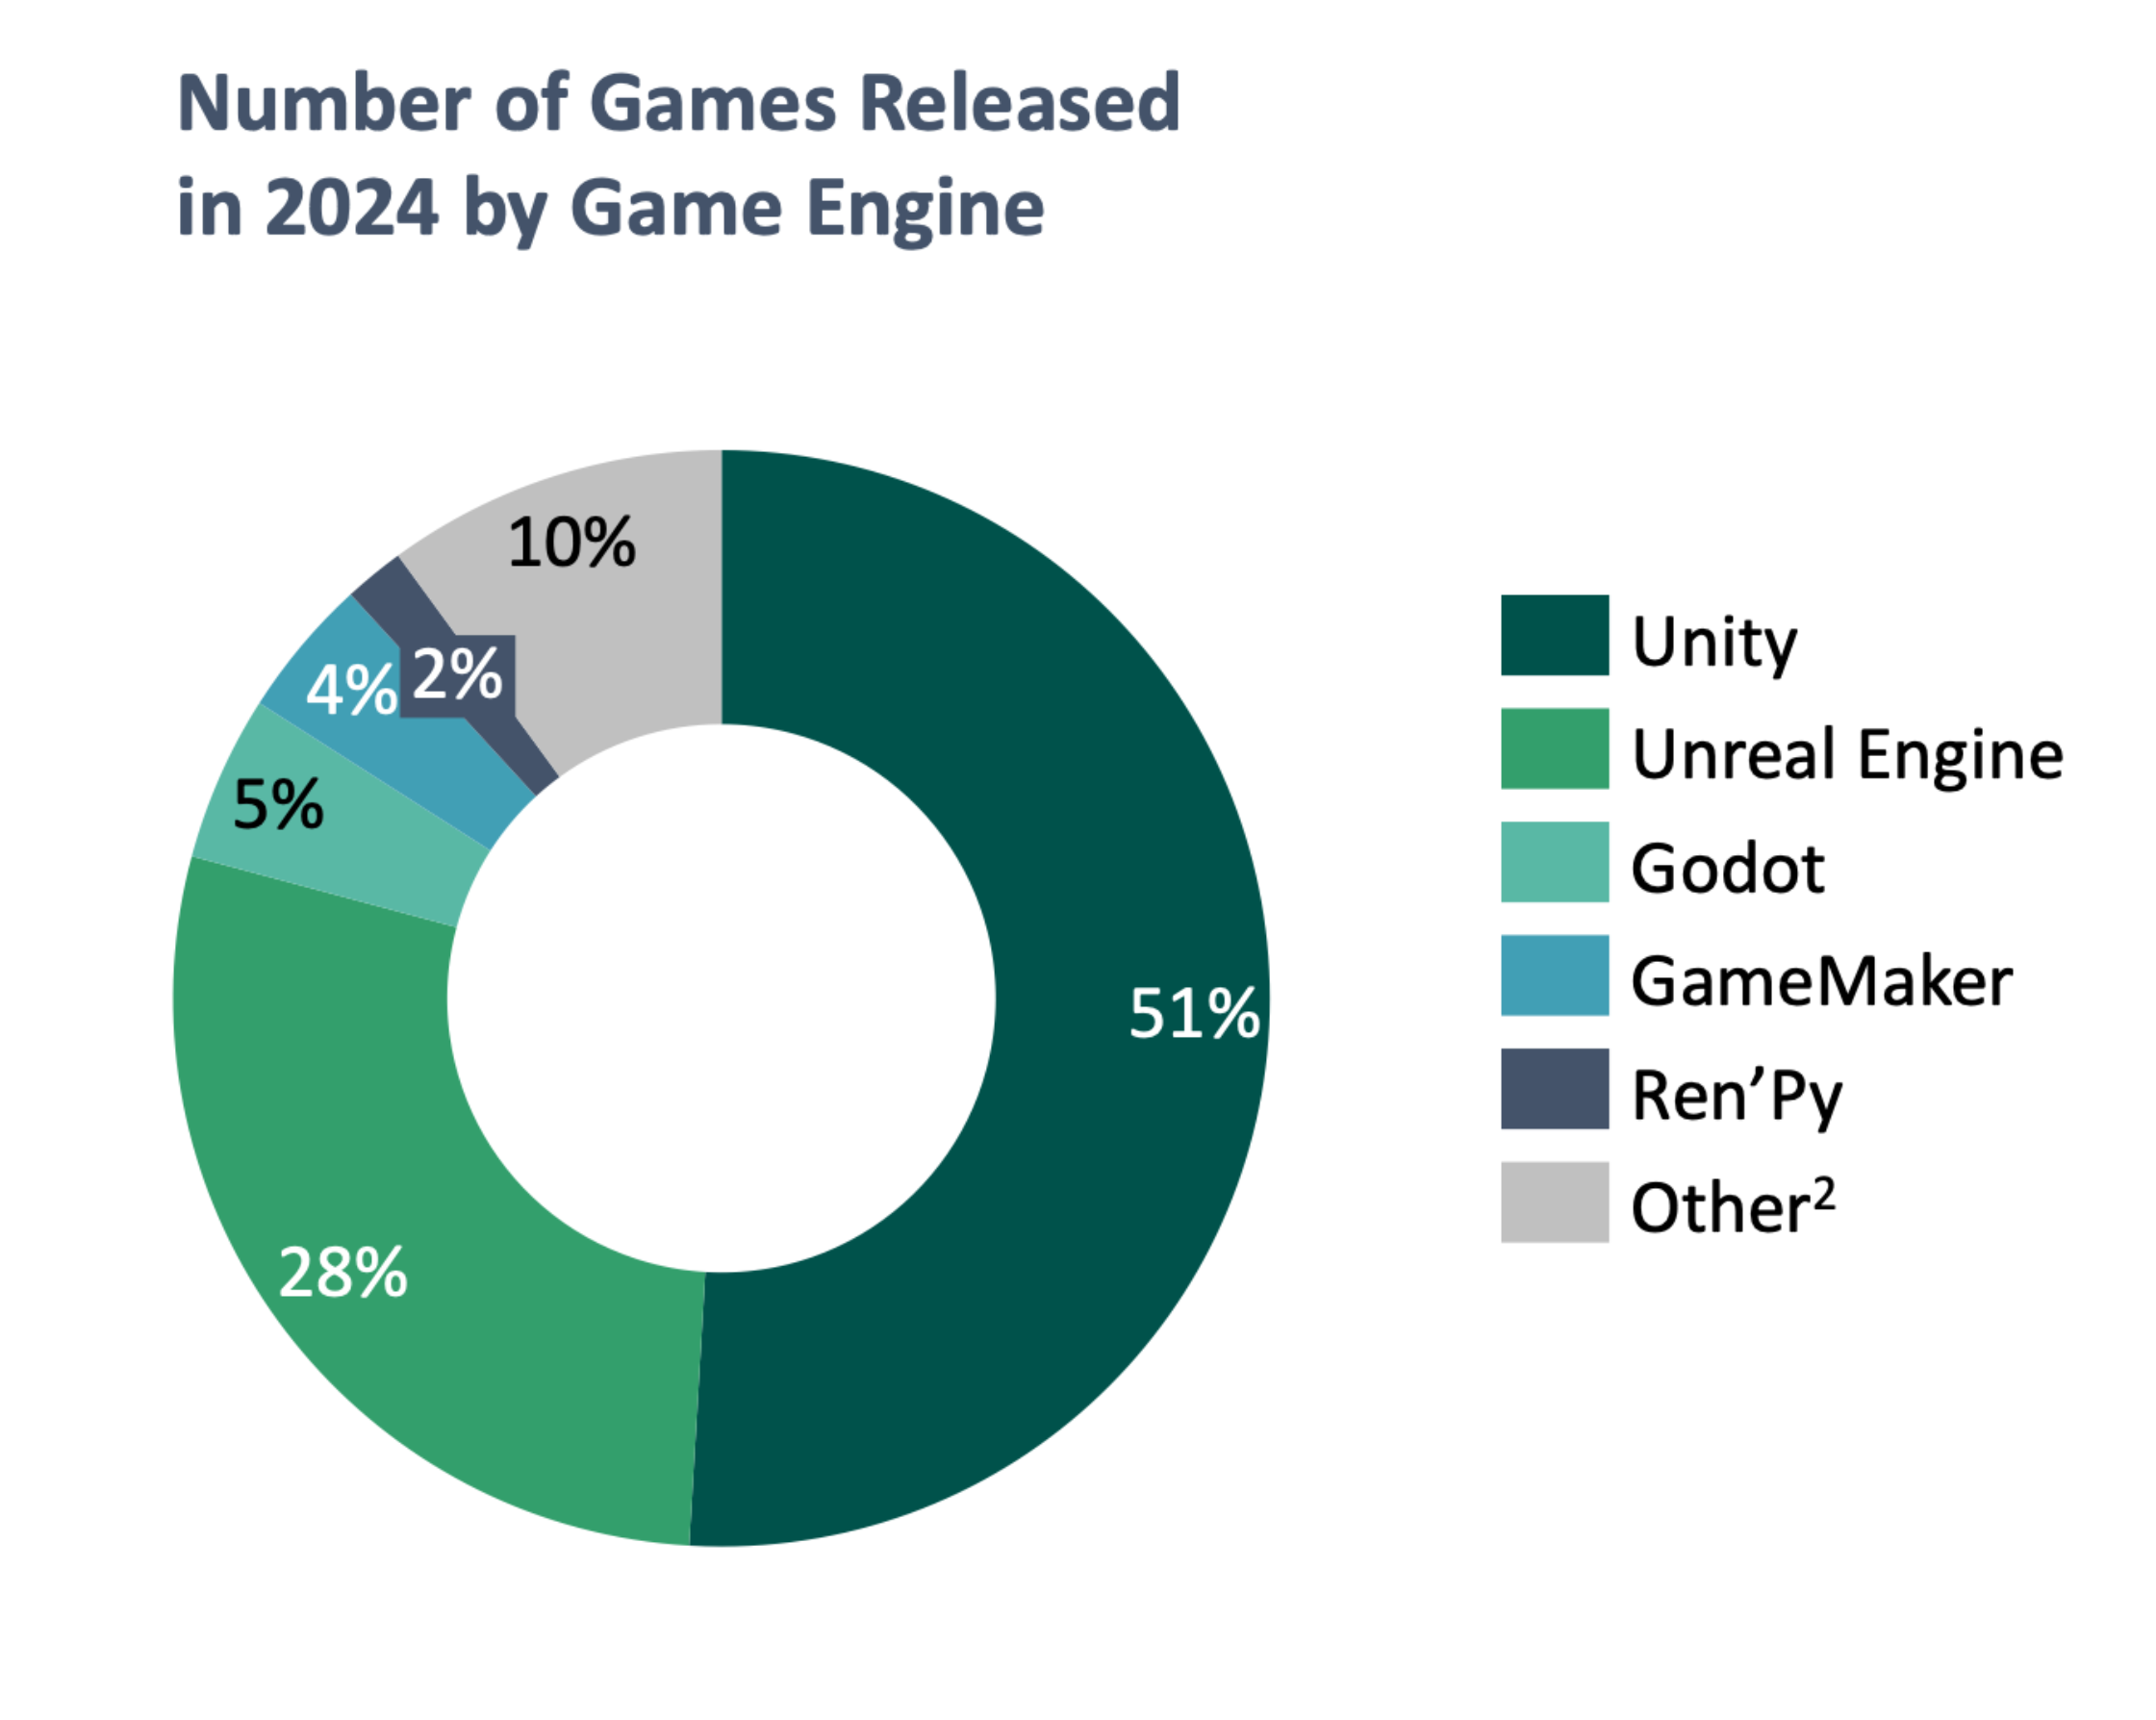 Number of Games Released
in 2024 by Game Engine
10%
2%
4%
5%
51%
28%
Unity
Unreal Engine
Godot
GameMaker
Ren’Py
Other²